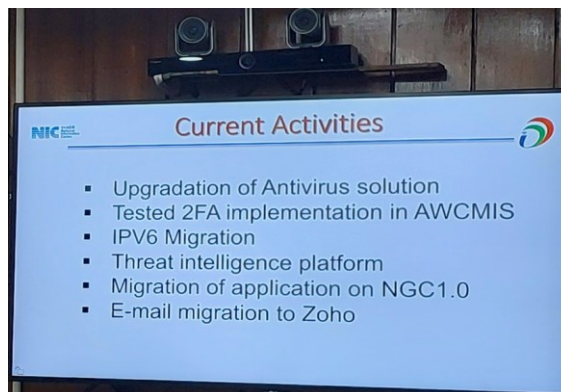 NIC
Current Activities
Upgradation of Antivirus solution
Tested 2FA implementation in AWCMIS
IPV6 Migration
Threat intelligence platform
Migration of application on NGC1.0
E-mail migration to Zoho